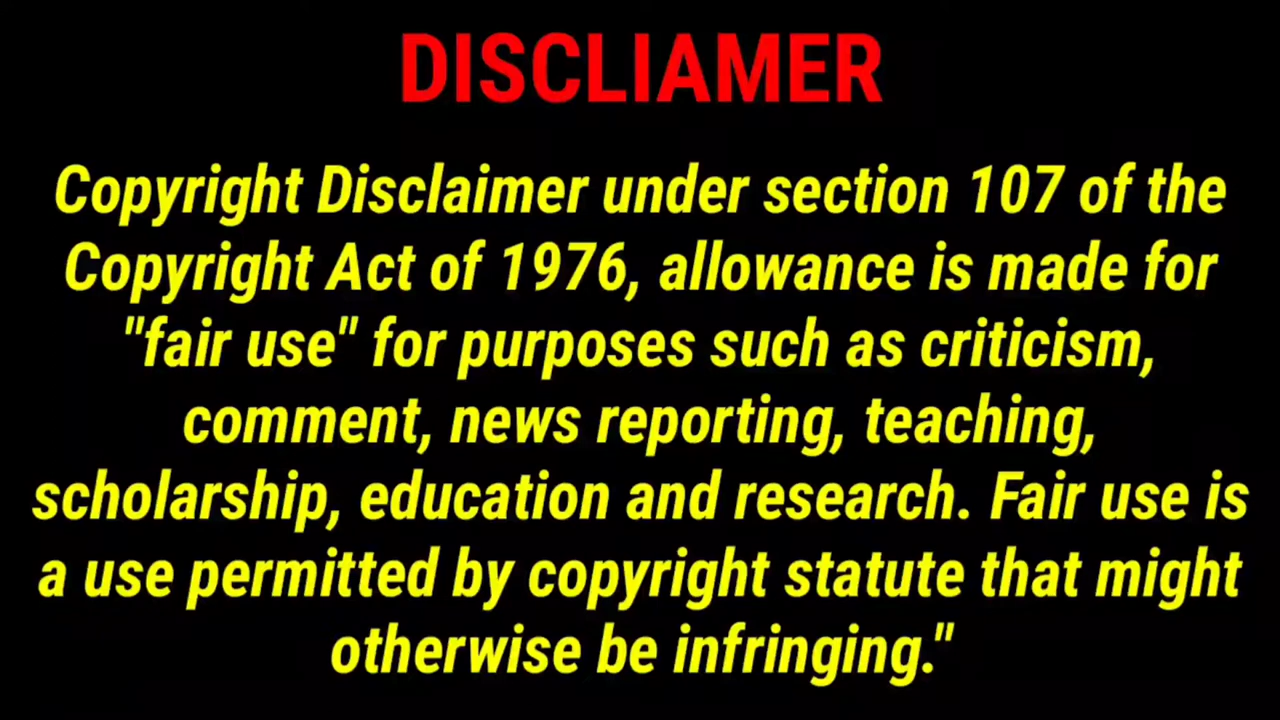 DISCLIAMER
Copyright Disclaimer under section 107 of the
Copyright Act of 1976, allowance is made for
"fair use" for purposes such as criticism,
comment, news reporting, teaching,
scholarship, education and research. Fair use is
a use permitted by copyright statute that might
otherwise be infringing."